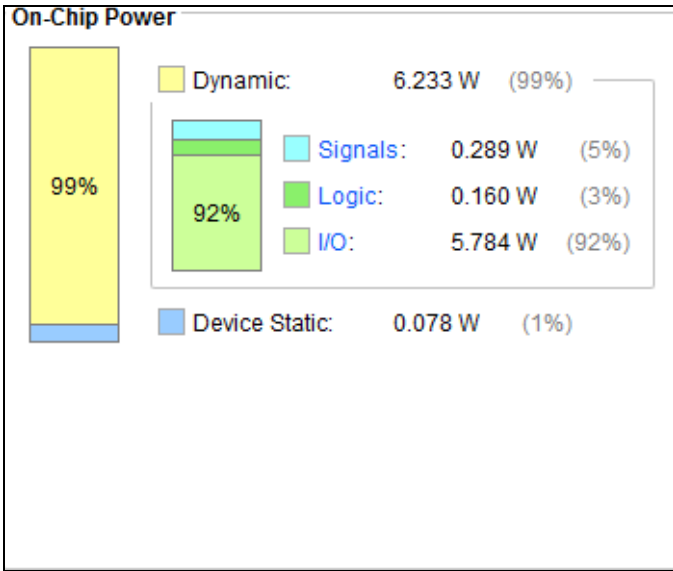 On-Chip Power
Dynamic: 6.233 W (99%)
Signals: 0.289 W (5%)
99%
Logic: 0.160 W (3%)
92%
I/O: 5.784 W (92%)
Device Static: 0.078 W (1%)